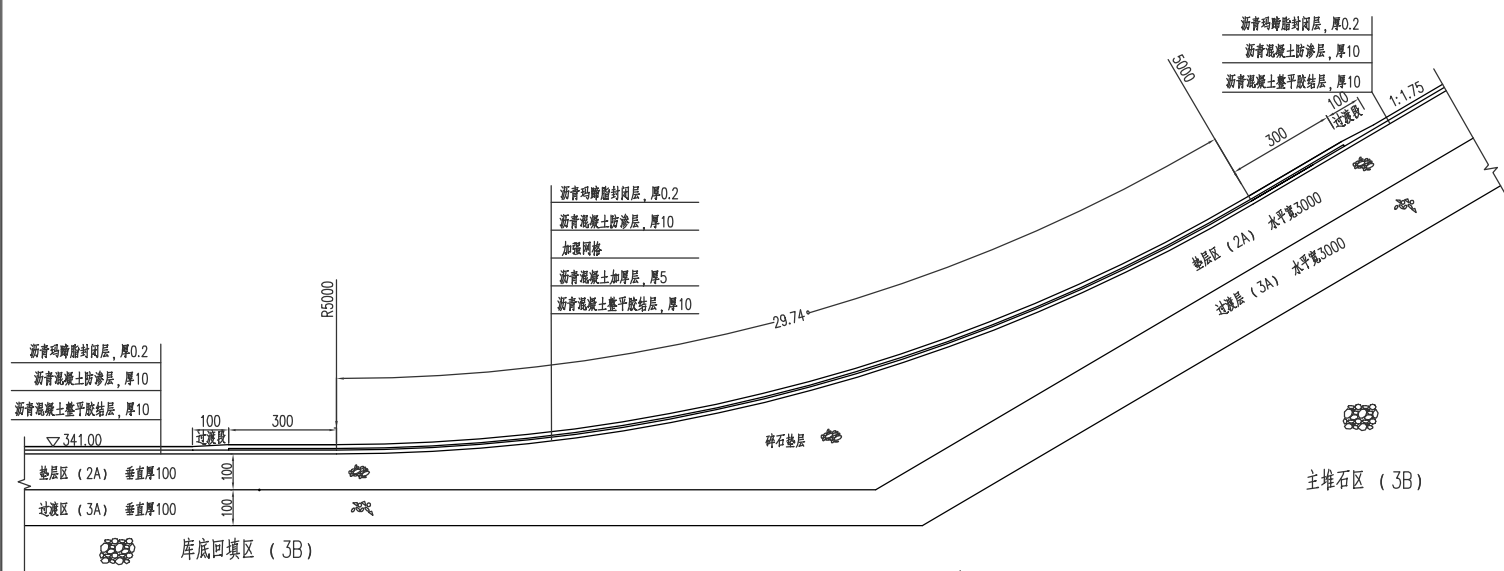 沥青玛蹄脂封闭层，厚0.2
沥青混凝土防渗层，厚10
沥青混凝土整平胶结层，厚10
5000
100
过渡段
1:1.75
300
沥青玛蹄脂封闭层，厚0.2
沥青混凝土防渗层，厚10
加强网格
沥青混凝土加厚层，厚5
沥青混凝土整平胶结层，厚10
垫层区（2A） 水平宽3000
过渡层（3A） 水平宽3000
R5000
29.74°
沥青玛蹄脂封闭层，厚0.2
沥青混凝土防渗层，厚10
沥青混凝土整平胶结层，厚10
100
过渡段
300
341.00
碎石垫层
垫层区（2A） 垂直厚100
100
过渡区（3A） 垂直厚100
100
主堆石区（3B）
库底回填区（3B）